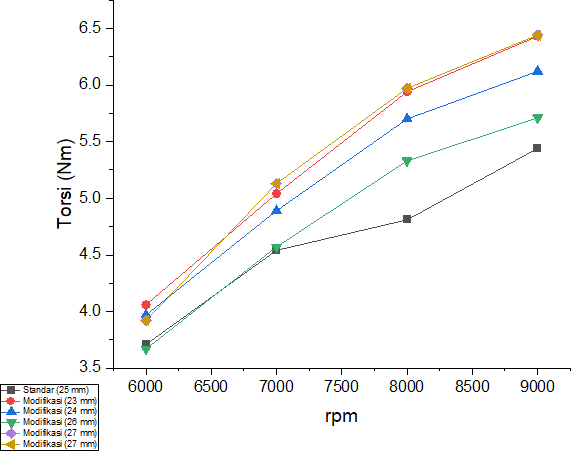 6.5
6.0
5.5
5.0
4.5
4.0
3.5
Torsi (Nm)
6000 6500 7000 7500 8000 8500 9000
rpm
Standar (25 mm)
Modifikasi (23 mm)
Modifikasi (24 mm)
Modifikasi (26 mm)
Modifikasi (27 mm)
Modifikasi (27 mm)